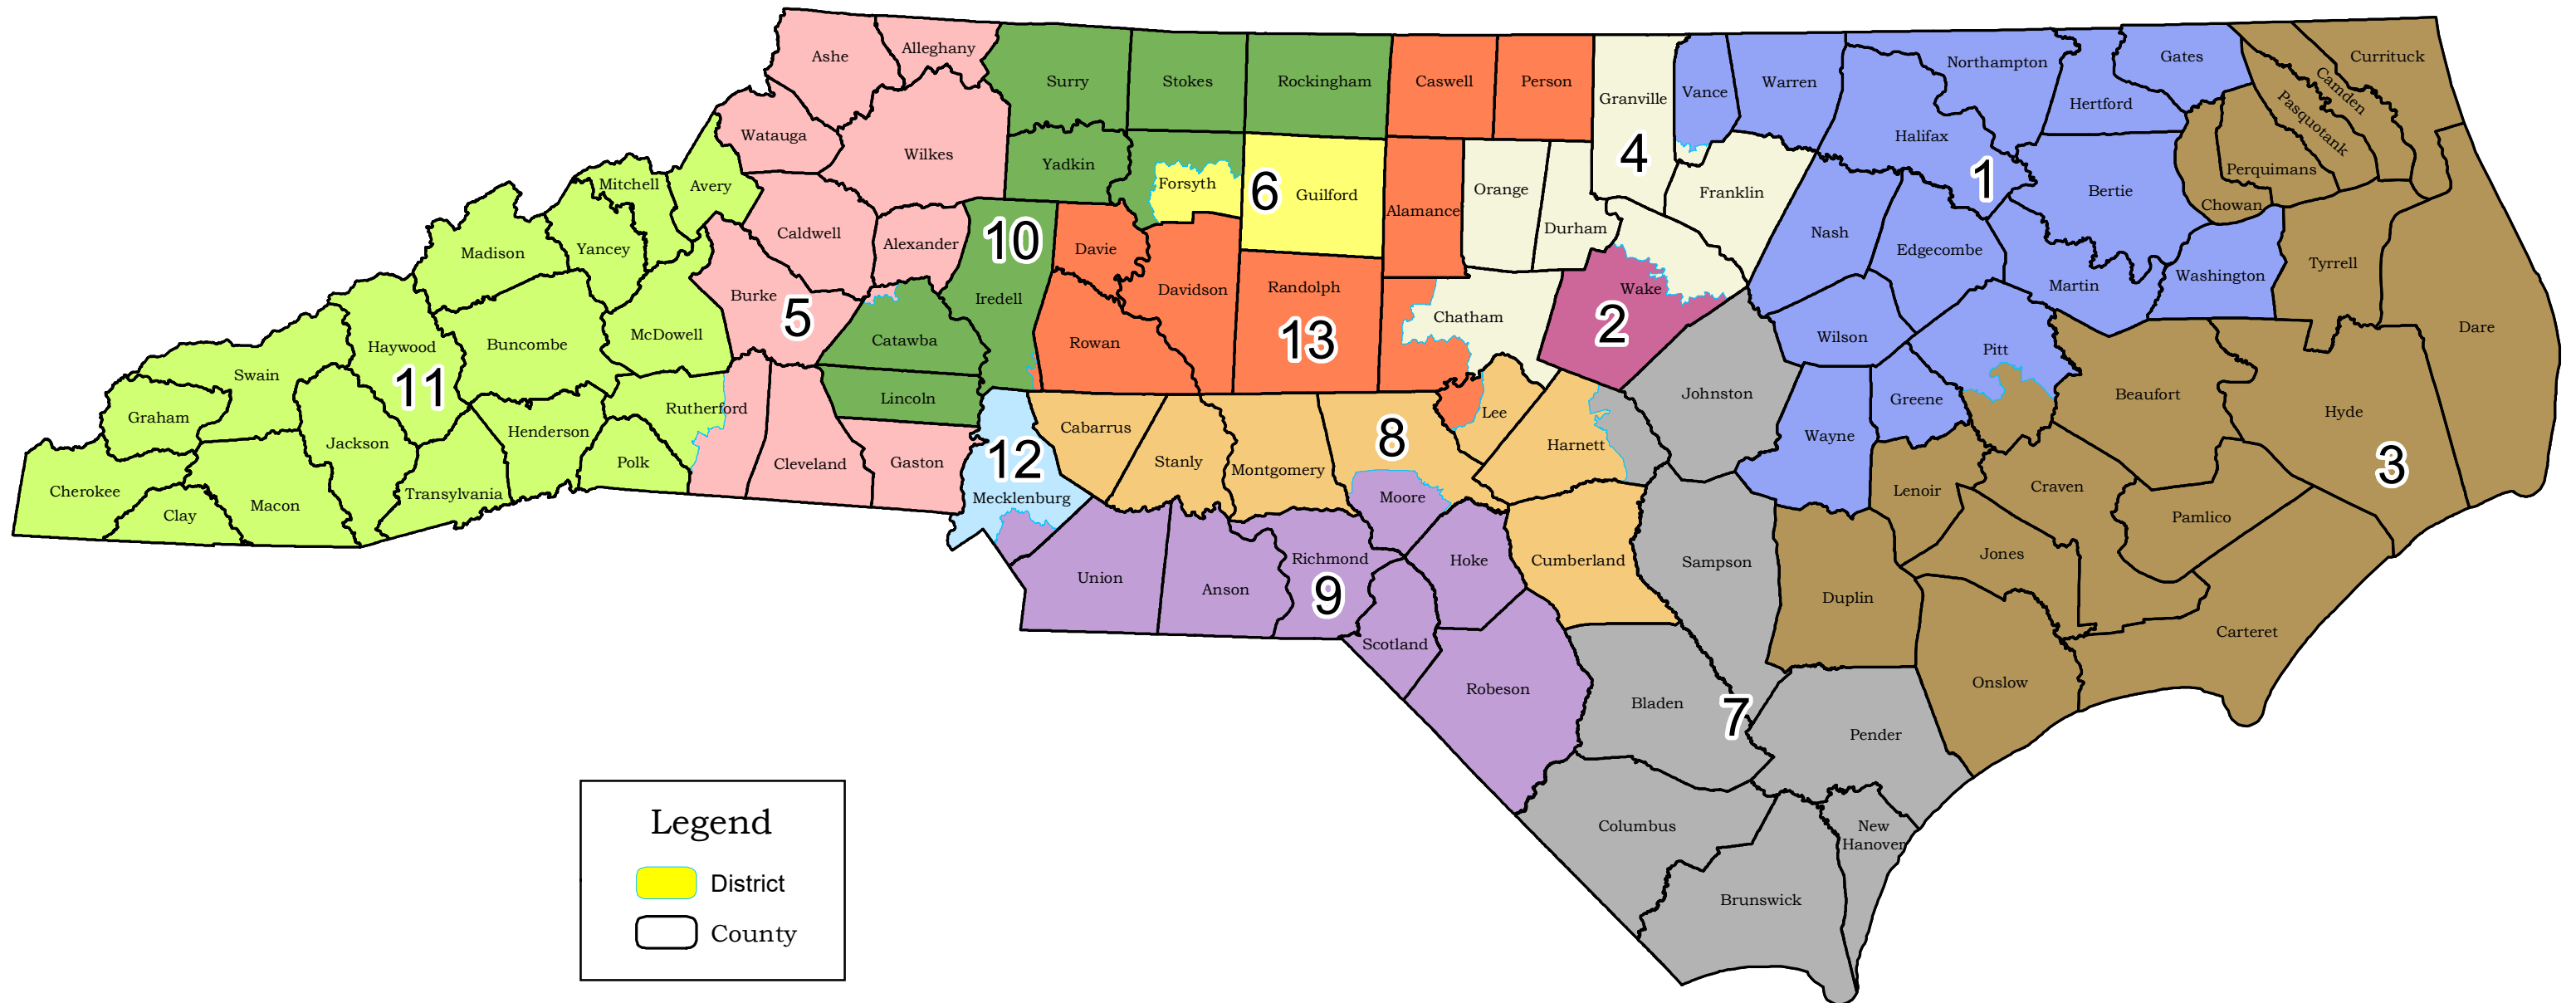 Ashe
Alleghany
Surry
Stokes
Rockingham
Caswell
Person
Granville
Vance
Warren
Northampton
Gates
Currituck
Camden
Pasquotank
Hertford
Halifax
Watauga
Wilkes
Yadkin
Forsyth
6
Guilford
Alamance
Orange
4
Franklin
1
Bertie
Perquimans
Chowan
Mitchell
Avery
Durham
Madison
Yancey
Caldwell
Alexander
10
Davie
Nash
Edgecombe
Washington
Tyrrell
Burke
5
Iredell
Davidson
Randolph
Wake
Martin
Dare
Haywood
Buncombe
McDowell
Catawba
Rowan
13
Chatham
2
Wilson
Pitt
Swain
11
Graham
Jackson
Henderson
Rutherford
Lincoln
Cabarrus
8
Lee
Johnston
Greene
Beaufort
Hyde
Cherokee
Clay
Macon
Transylvania
Polk
Cleveland
Gaston
12
Mecklenburg
Stanly
Montgomery
Moore
Harnett
Wayne
Lenoir
Craven
3
Pamlico
Union
Anson
Richmond
9
Hoke
Cumberland
Sampson
Duplin
Jones
Carteret
Scotland
Robeson
Bladen
7
Onslow
Pender
Columbus
New
Hanover
Brunswick
Legend
District
County